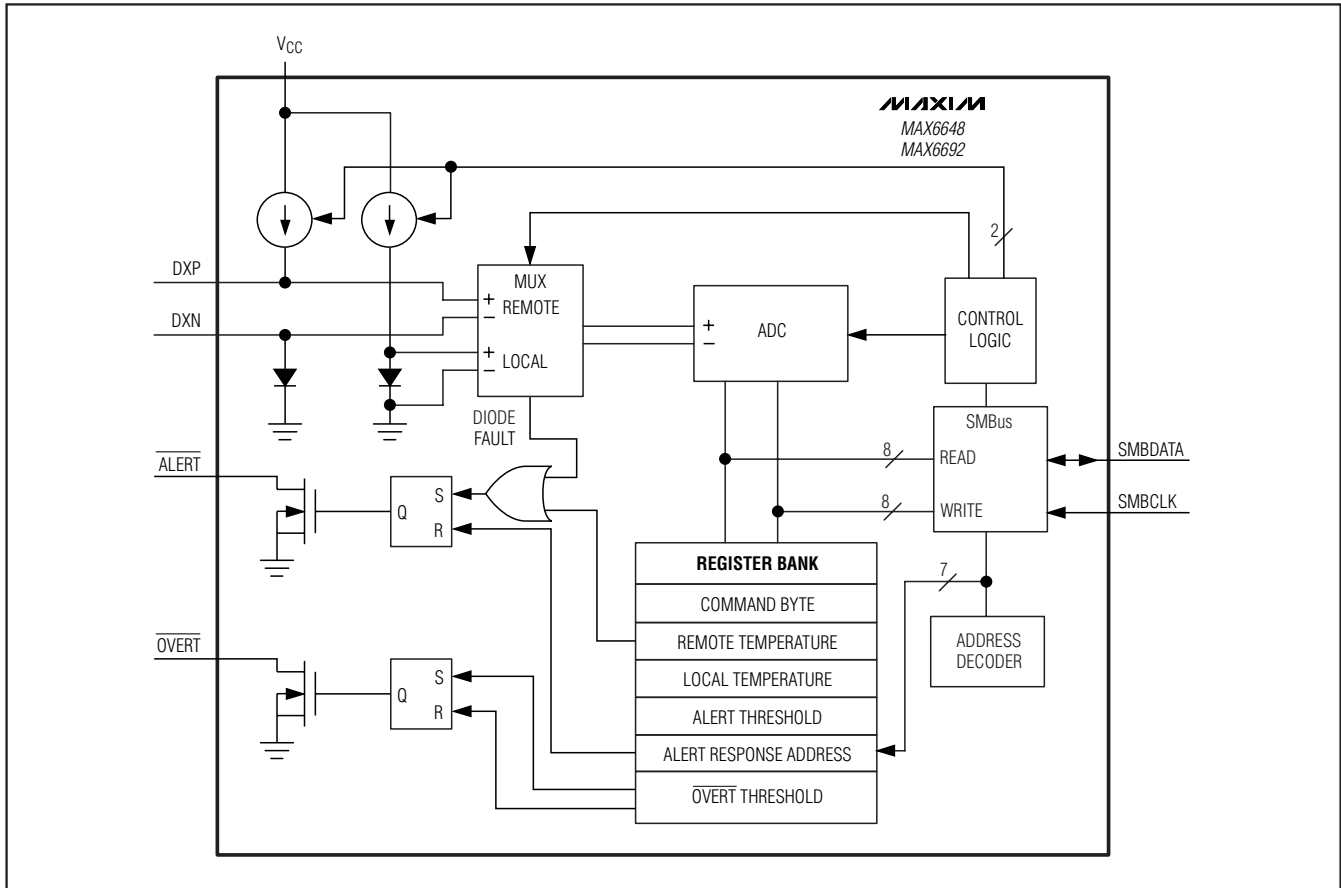 VCC
MAXIM
MAX6648
MAX6692
2
DXP
MUX
REMOTE
+
−
DXN
+
−
LOCAL
+
−
ADC
CONTROL
LOGIC
DIODE
FAULT
SMBus
READ
8
SMBDATA
WRITE
8
SMBCLK
ALERT
S
Q
R
REGISTER BANK
COMMAND BYTE
REMOTE TEMPERATURE
LOCAL TEMPERATURE
ALERT THRESHOLD
ALERT RESPONSE ADDRESS
OVERT THRESHOLD
7
ADDRESS
DECODER
OVERT
S
Q
R